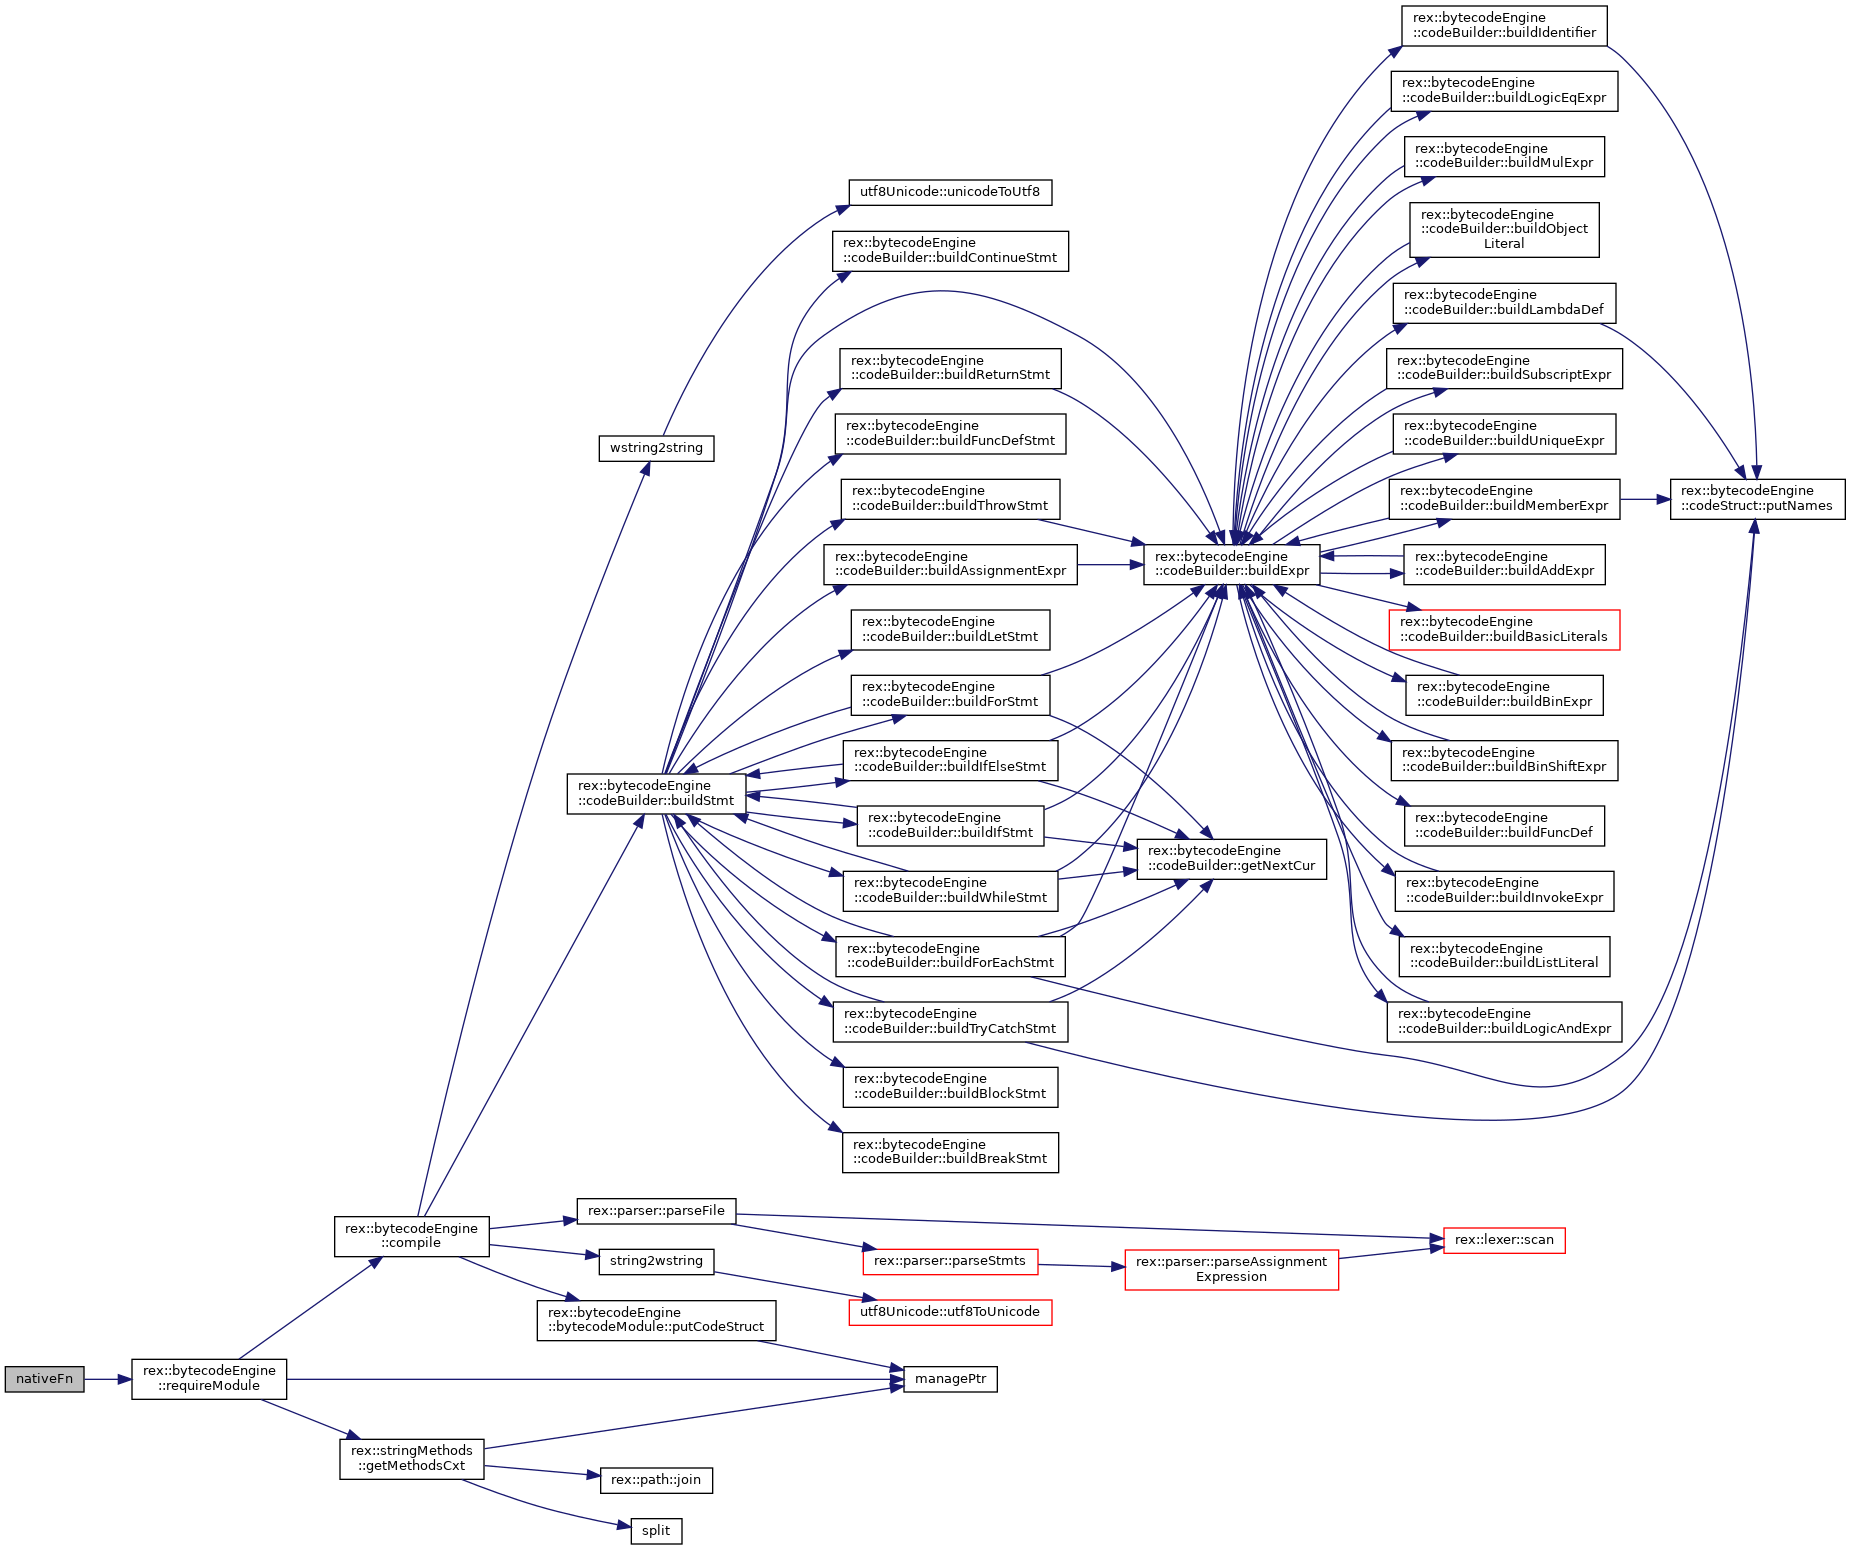 rex::bytecodeEngine
::codeBuilder::buildIdentifier
rex::bytecodeEngine
::codeBuilder::buildLogicEqExpr
rex::bytecodeEngine
::codeBuilder::buildMulExpr
utf8Unicode::unicodeToUtf8
rex::bytecodeEngine
::codeBuilder::buildObject
Literal
rex::bytecodeEngine
::codeBuilder::buildContinueStmt
rex::bytecodeEngine
::codeBuilder::buildLambdaDef
rex::bytecodeEngine
::codeBuilder::buildReturnStmt
rex::bytecodeEngine
::codeBuilder::buildSubscriptExpr
wstring2string
rex::bytecodeEngine
::codeBuilder::buildFuncDefStmt
rex::bytecodeEngine
::codeBuilder::buildUniqueExpr
rex::bytecodeEngine
::codeBuilder::buildThrowStmt
rex::bytecodeEngine
::codeBuilder::buildMemberExpr
rex::bytecodeEngine
::codeStruct::putNames
rex::bytecodeEngine
::codeBuilder::buildAssignmentExpr
rex::bytecodeEngine
::codeBuilder::buildExpr
rex::bytecodeEngine
::codeBuilder::buildAddExpr
rex::bytecodeEngine
::codeBuilder::buildLetStmt
rex::bytecodeEngine
::codeBuilder::buildBasicLiterals
rex::bytecodeEngine
::codeBuilder::buildForStmt
rex::bytecodeEngine
::codeBuilder::buildBinExpr
rex::bytecodeEngine
::codeBuilder::buildStmt
rex::bytecodeEngine
::codeBuilder::buildIfElseStmt
rex::bytecodeEngine
::codeBuilder::buildBinShiftExpr
rex::bytecodeEngine
::codeBuilder::buildIfStmt
rex::bytecodeEngine
::codeBuilder::buildFuncDef
rex::bytecodeEngine
::codeBuilder::getNextCur
rex::bytecodeEngine
::codeBuilder::buildWhileStmt
rex::bytecodeEngine
::codeBuilder::buildInvokeExpr
rex::bytecodeEngine
::codeBuilder::buildForEachStmt
rex::bytecodeEngine
::codeBuilder::buildListLiteral
rex::bytecodeEngine
::codeBuilder::buildTryCatchStmt
rex::bytecodeEngine
::codeBuilder::buildLogicAndExpr
rex::bytecodeEngine
::codeBuilder::buildBlockStmt
rex::bytecodeEngine
::codeBuilder::buildBreakStmt
rex::bytecodeEngine
::compile
rex::parser::parseFile
rex::lexer::scan
string2wstring
rex::parser::parseStmts
rex::parser::parseAssignment
Expression
rex::bytecodeEngine
::bytecodeModule::putCodeStruct
utf8Unicode::utf8ToUnicode
nativeFn
rex::bytecodeEngine
::requireModule
managePtr
rex::stringMethods
::getMethodsCxt
rex::path::join
split